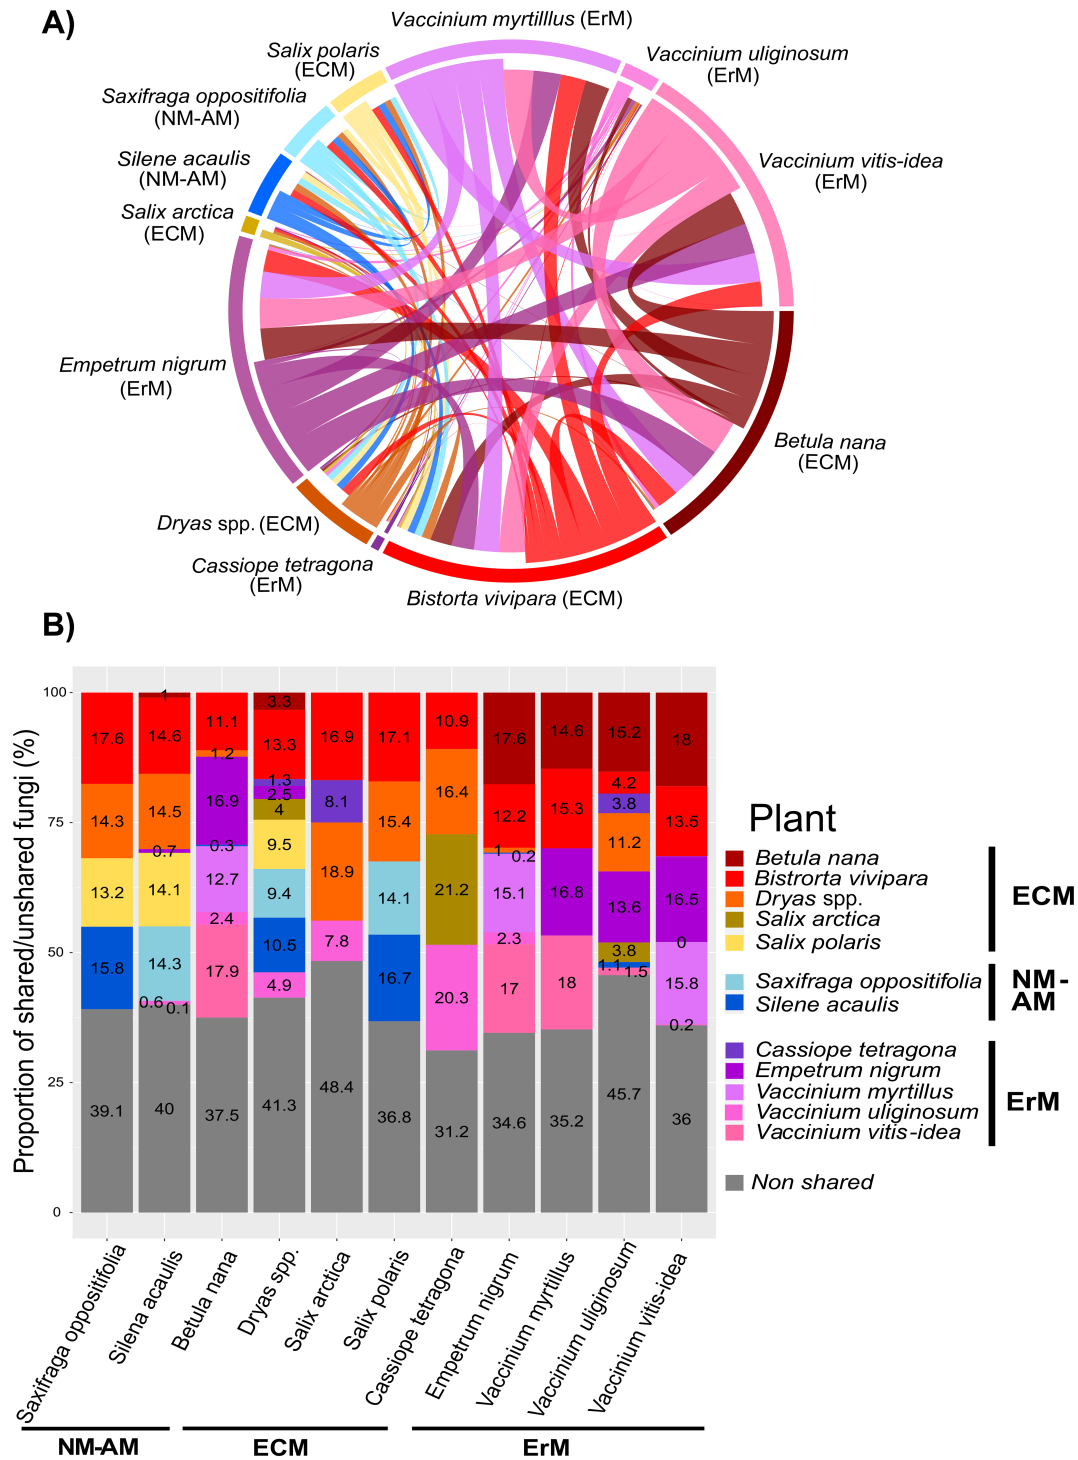 A)
Vaccinium myrtilllus (ErM)
Salix polaris
(ECM)
Vaccinium uliginosum
(ErM)
Saxifraga oppositifolia
(NM-AM)
Silene acaulis
(NM-AM)
Vaccinium vitis-idea
(ErM)
Salix arctica
(ECM)
Empetrum nigrum
(ErM)
Betula nana
(ECM)
Dryas spp. (ECM)
Cassiope tetragona
(ErM)
Bistorta vivipara (ECM)
B)
Proportion of shared/unshared fungi (%)
100
75
50
25
0
17.6
14.3
13.2
15.8
39.1
1
14.6
14.5
0.7
14.1
14.3
0.6
0.1
40
11.1
1.2
16.9
0.3
12.7
2.4
17.9
37.5
3.3
13.3
1.3
2.5
4
9.5
9.4
10.5
4.9
41.3
16.9
8.1
18.9
7.8
48.4
17.1
15.4
14.1
16.7
36.8
10.9
16.4
21.2
20.3
31.2
17.6
12.2
1
0.2
15.1
2.3
17
34.6
14.6
15.3
16.8
18
35.2
15.2
4.2
3.8
11.2
13.6
3.8
1.1
1.5
45.7
18
13.5
16.5
0
15.8
0.2
36
Saxifraga oppositifolia
Silena acaulis
Betula nana
Dryas spp.
Salix arctica
Salix polaris
Cassiope tetragona
Empetrum nigrum
Vaccinium myrtillus
Vaccinium uliginosum
Vaccinium vitis-idea
NM-AM
ECM
ErM
Plant
Betula nana
Bistrorta vivipara
Dryas spp.
Salix arctica
Salix polaris
ECM
Saxifraga oppositifolia
Silene acaulis
NM-
AM
Cassiope tetragona
Empetrum nigrum
Vaccinium myrtillus
Vaccinium uliginosum
Vaccinium vitis-idea
ErM
Non shared